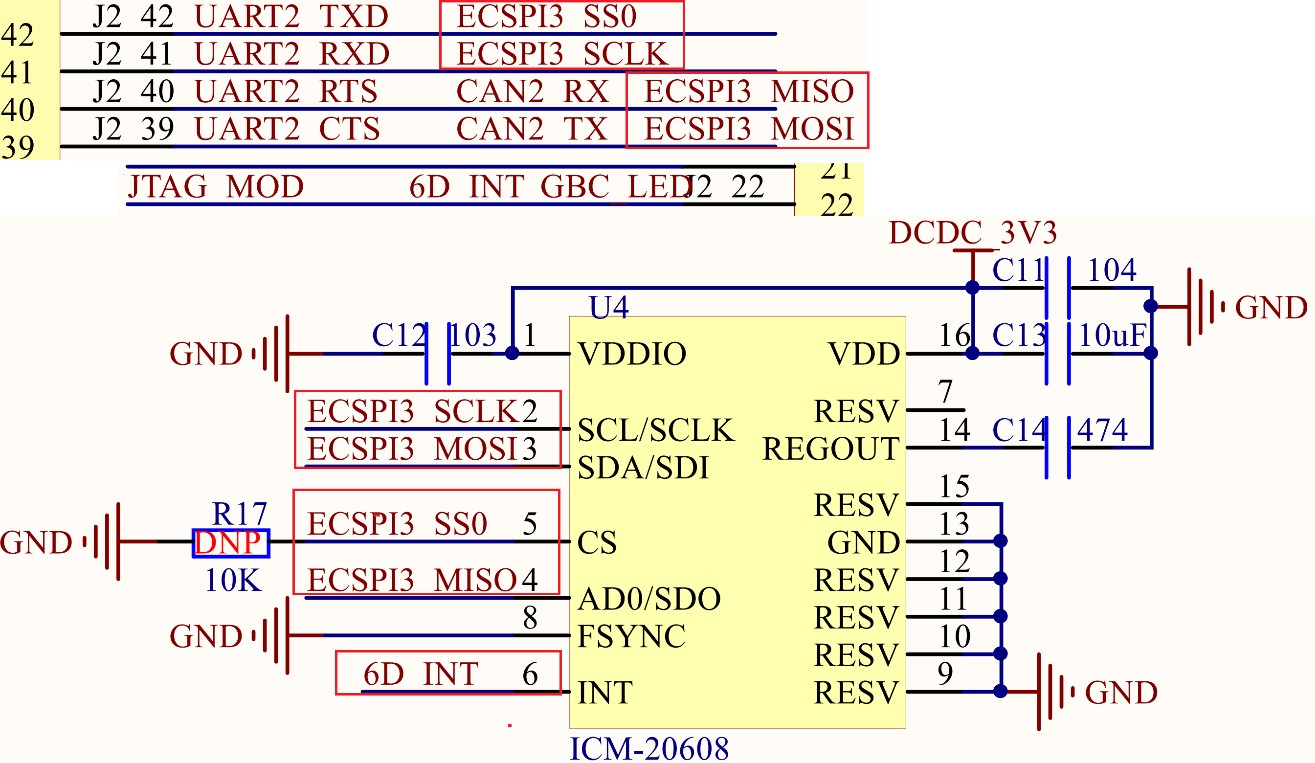 42 J2 42 UART2 TXD ECSPI3 SS0
41 J2 41 UART2 RXD ECSPI3 SCLK
40 J2 40 UART2 RTS CAN2 RX ECSPI3 MISO
39 J2 39 UART2 CTS CAN2 TX ECSPI3 MOSI
21
JTAG MOD 6D INT GBC LED J2 22
22
DCDC 3V3
C11 104
GND
U4
GND C12 103 1 VDDIO VDD 16 C13 10uF
RESV 7
ECSPI3 SCLK 2 SCL/SCLK
REGOUT 14 C14 474
ECSPI3 MOSI 3 SDA/SDI
RESV 15
R17
GND DNP ECSPI3 SS0 5 CS GND 13
10K
RESV 12
ECSPI3 MISO 4 AD0/SDO
RESV 11
GND 8 FSYNC
RESV 10
6D INT 6 INT RESV 9 GND
ICM-20608